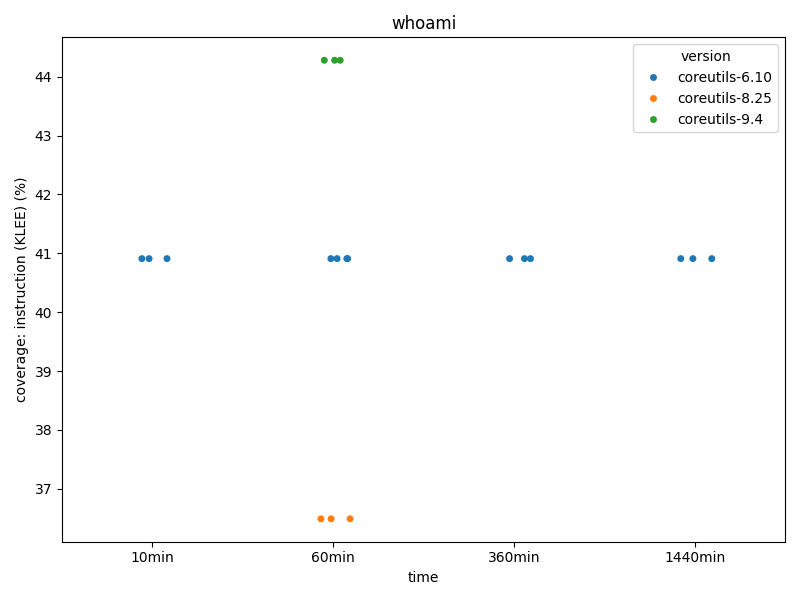 whoami
version
coreutils-6.10
coreutils-8.25
coreutils-9.4
coverage: instruction (KLEE) (%)
44
43
42
41
40
39
38
37
10min
60min
360min
1440min
time